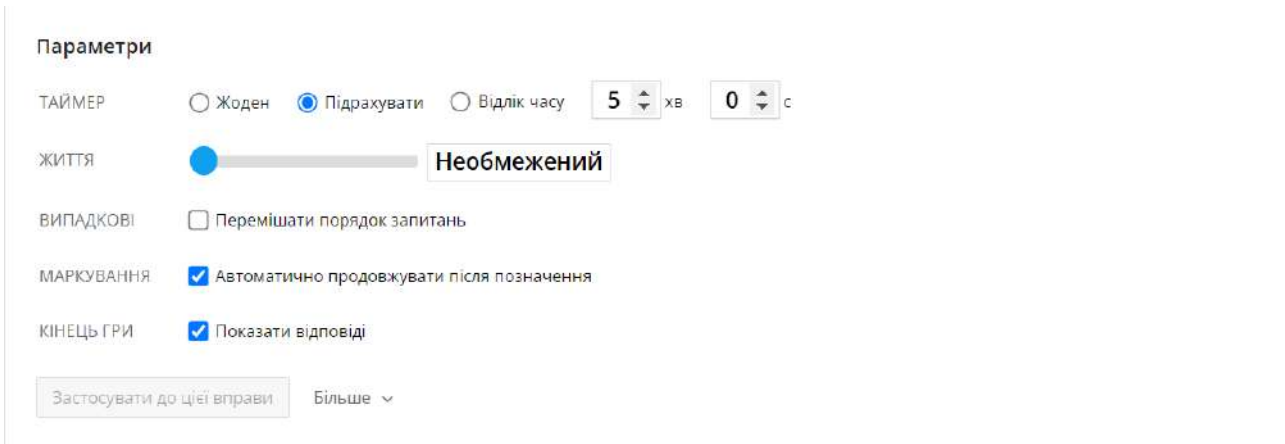 Параметри
ТАЙМЕР Жоден Підрахувати Відлік часу 5 хв 0 с
ЖИТТЯ Необмежений
ВИПАДКОВІ Перемішати порядок запитань
МАРКУВАННЯ Автоматично продовжувати після позначення
КІНЕЦЬ ГРИ Показати відповіді
Застосувати до цієї вправи Більше